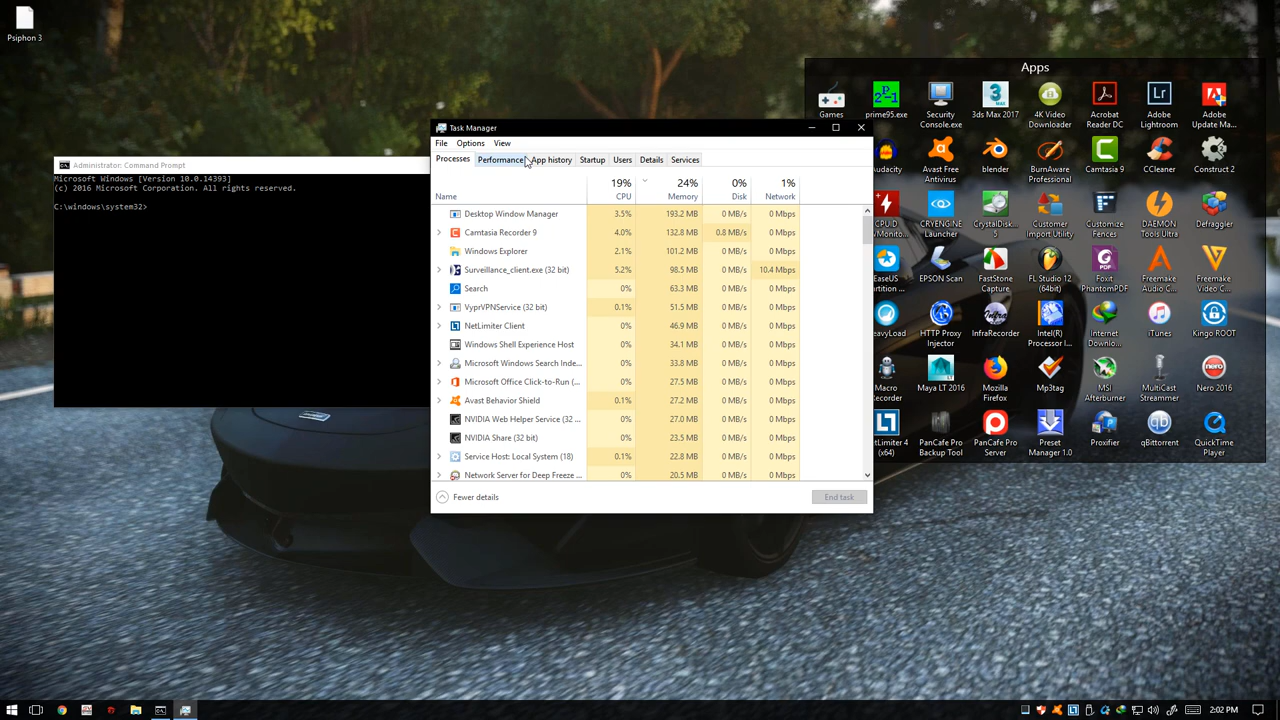 Psiphon 3
Administrator: Command Prompt
Microsoft Windows [Version 10.0.14393]
(c) 2016 Microsoft Corporation. All rights reserved.
C:\windows\system32>
Task Manager
File Options View
Processes Performance App history Startup Users Details Services
19% 24% 0% 1%
Name CPU Memory Disk Network
Desktop Window Manager 3.5% 193.2 MB 0 MB/s 0 Mbps
Camtasia Recorder 9 4.0% 132.8 MB 0.8 MB/s 0 Mbps
Windows Explorer 2.1% 101.2 MB 0 MB/s 0 Mbps
Surveillance_client.exe (32 bit) 5.2% 98.5 MB 0 MB/s 10.4 Mbps
Search 0% 63.3 MB 0 MB/s 0 Mbps
VyprVPNService (32 bit) 0.1% 51.5 MB 0 MB/s 0 Mbps
NetLimiter Client 0% 46.9 MB 0 MB/s 0 Mbps
Windows Shell Experience Host 0% 34.1 MB 0 MB/s 0 Mbps
Microsoft Windows Search Inde... 0% 33.8 MB 0 MB/s 0 Mbps
Microsoft Office Click-to-Run (... 0% 27.5 MB 0 MB/s 0 Mbps
Avast Behavior Shield 0.1% 27.2 MB 0 MB/s 0 Mbps
NVIDIA Web Helper Service (32 ... 0% 27.0 MB 0 MB/s 0 Mbps
NVIDIA Share (32 bit) 0% 23.5 MB 0 MB/s 0 Mbps
Service Host: Local System (18) 0.1% 22.8 MB 0 MB/s 0 Mbps
Network Server for Deep Freeze ... 0% 20.5 MB 0 MB/s 0 Mbps
Fewer details End task
Apps
Games prime95.exe Security Console.exe 3ds Max 2017 4K Video Downloader Acrobat Reader DC Adobe Lightroom Adobe Update Ma...
Audacity Avast Free Antivirus blender BurnAware Professional Camtasia 9 CCleaner Construct 2
CPUID HWMonito... CRYENGINE Launcher CrystalDisk... 5 Customer Import Utility Customize Fences DAEMON Tools Ultra Defraggler
EaseUS Partition ... EPSON Scan FastStone Capture FL Studio 12 (64bit) Foxit PhantomPDF Freemake Audio C... Freemake Video C...
HeavyLoad HTTP Proxy Injector InfraRecorder Intel(R) Processor I... Internet Downlo... iTunes Kingo ROOT
Macro Recorder Maya LT 2016 Mozilla Firefox Mp3tag MSI Afterburner MultiCast Streamer Nero 2016
NetLimiter 4 (x64) PanCafe Pro Backup Tool PanCafe Pro Server Preset Manager 1.0 Proxifier qBittorrent QuickTime Player
2:02 PM